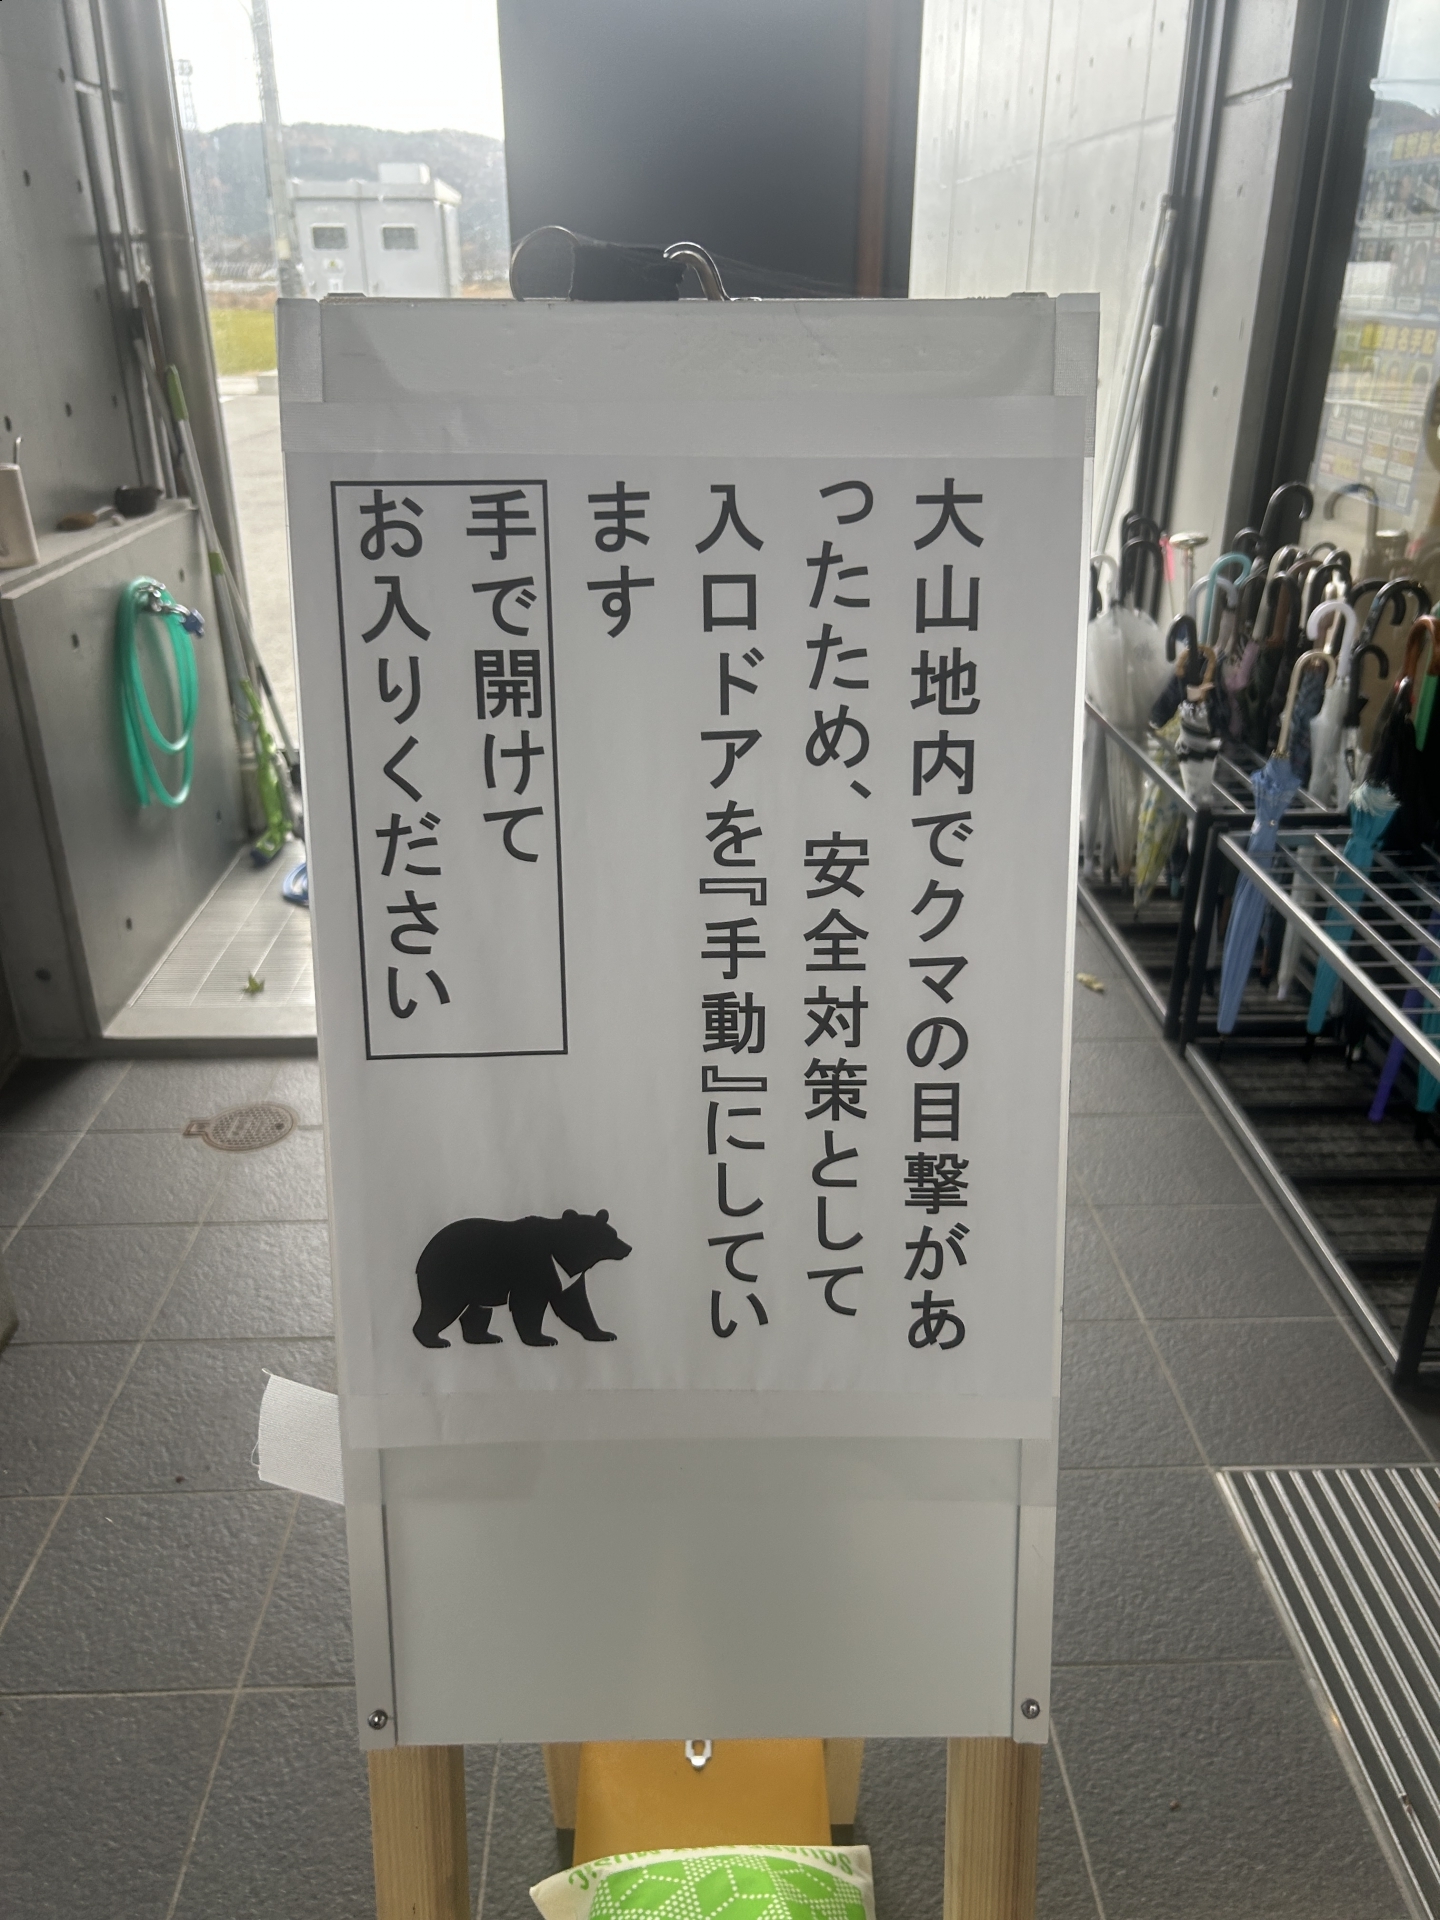 大山地内でクマの目撃があ
ったため、安全対策として
入口ドアを『手動』にしてい
ます
手で開けて
お入りください